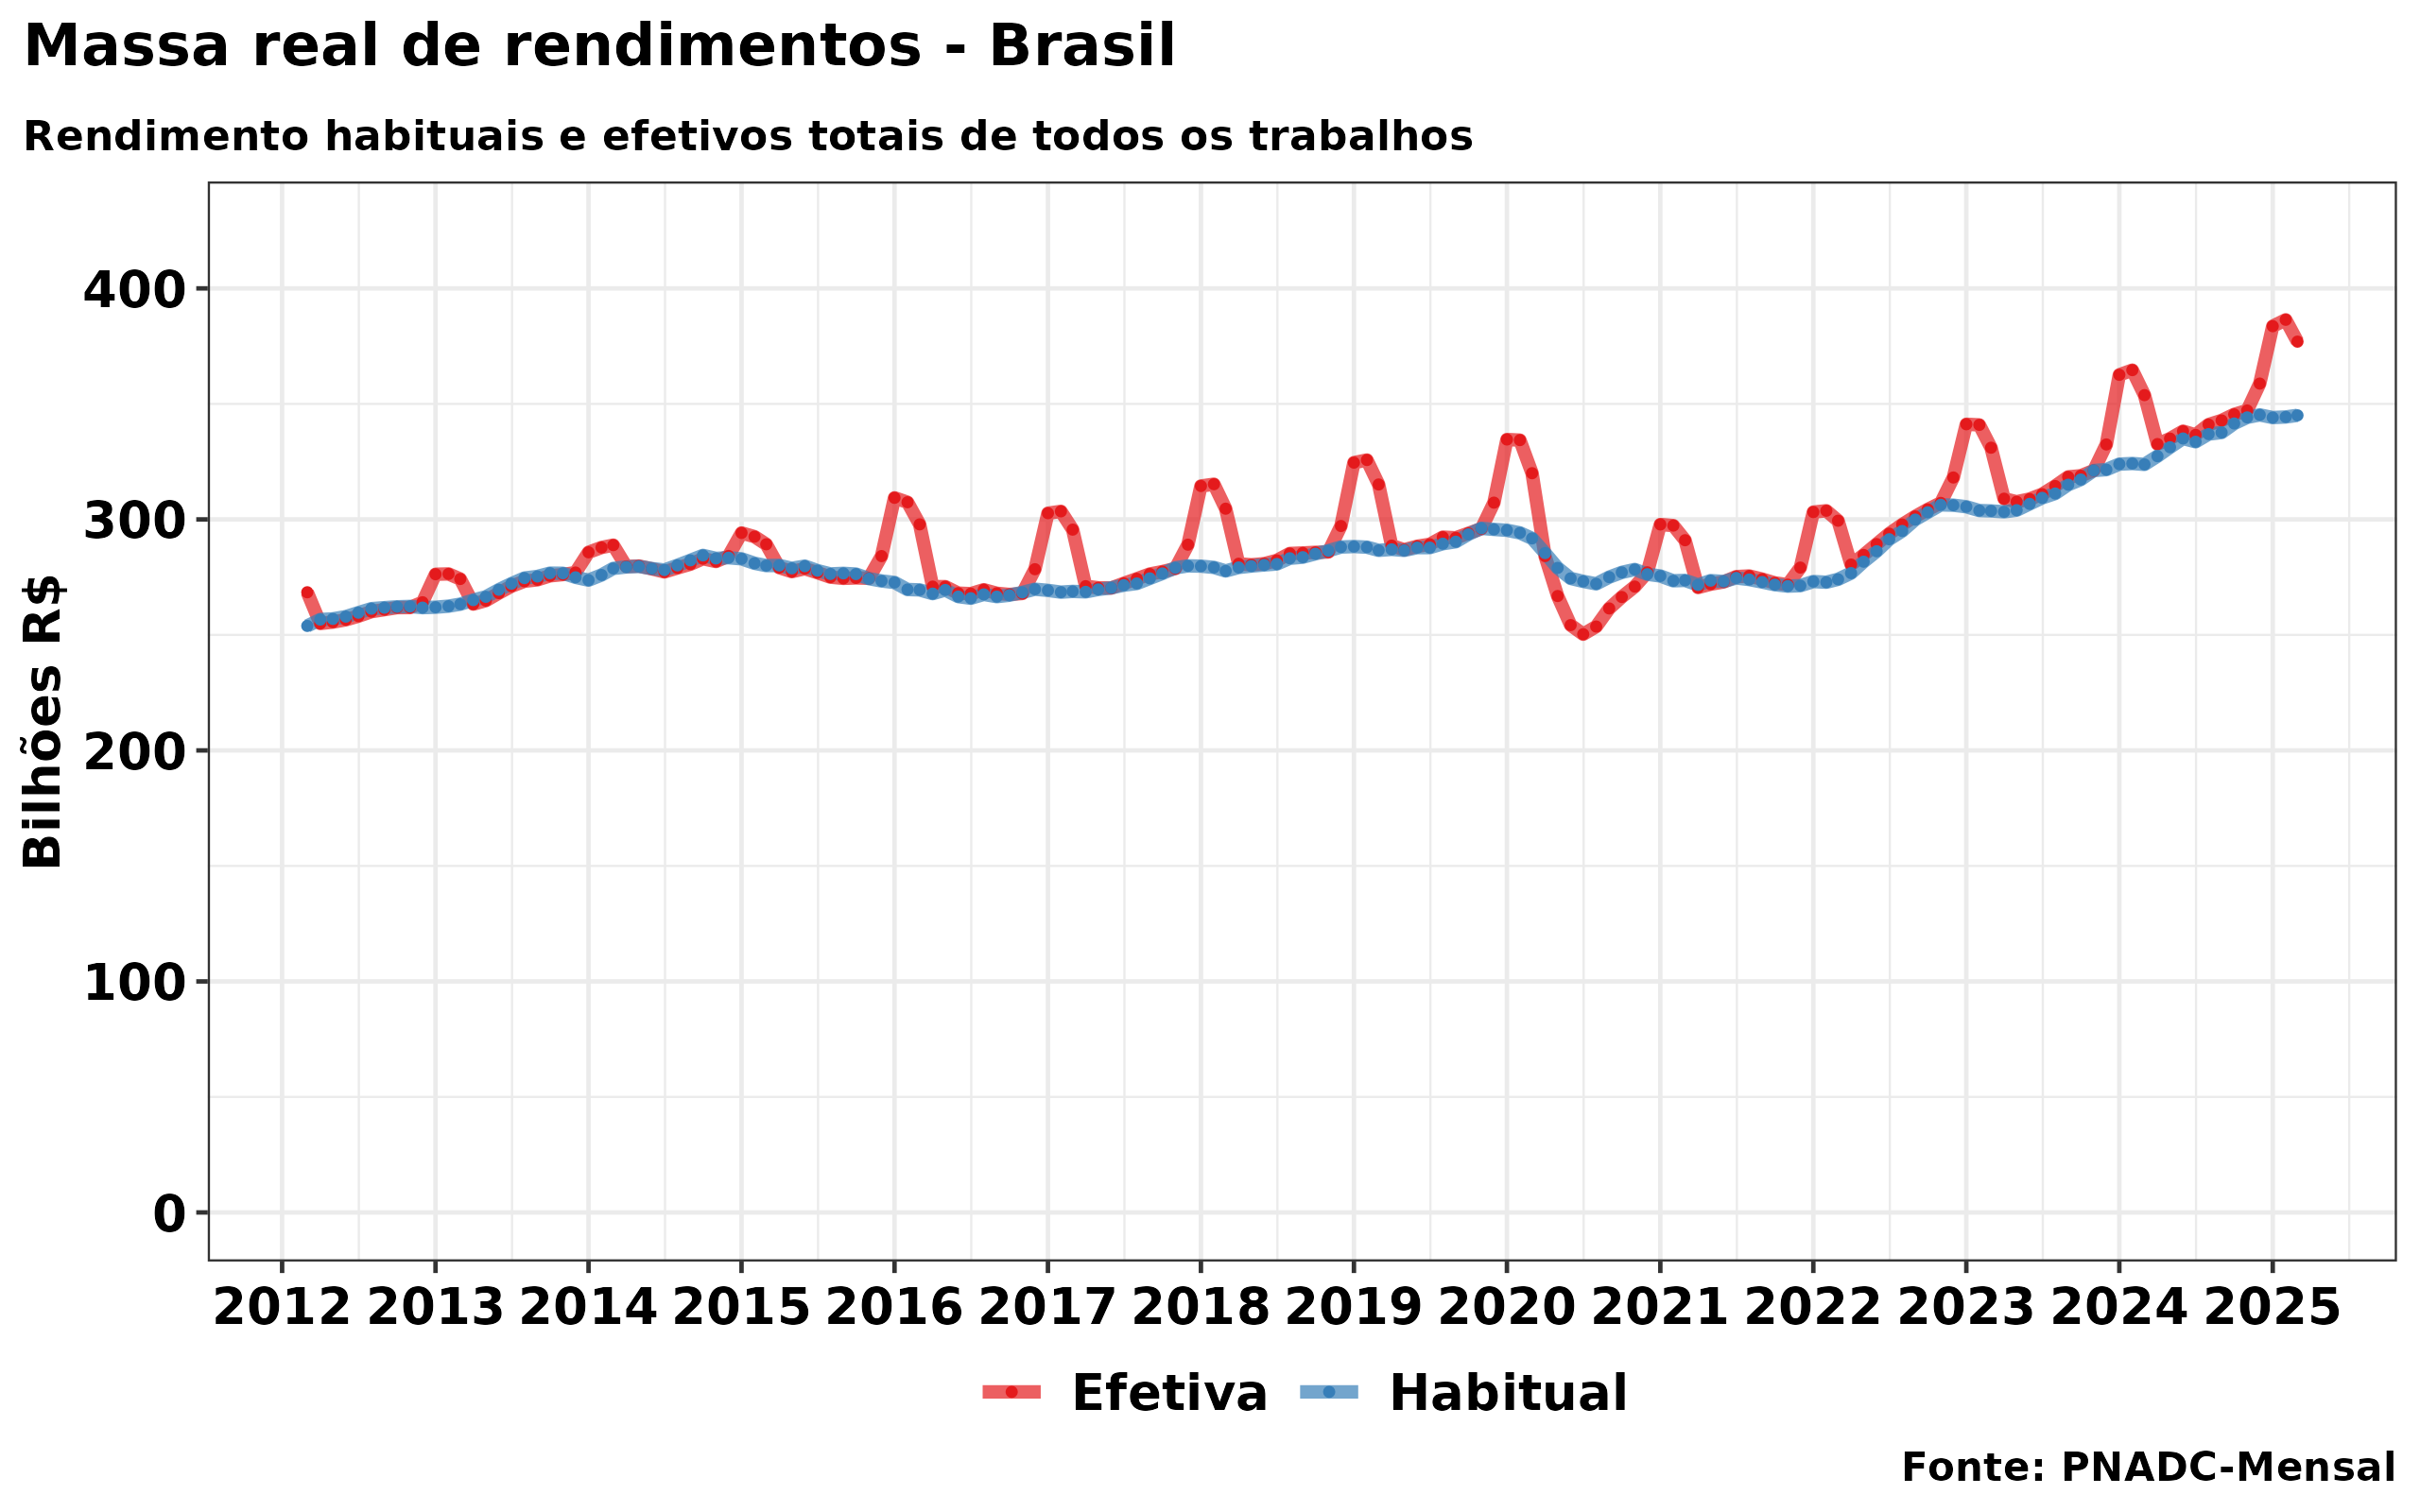 Massa real de rendimentos - Brasil
Rendimento habituais e efetivos totais de todos os trabalhos
Bilhões R$
400
300
200
100
0
2012 2013 2014 2015 2016 2017 2018 2019 2020 2021 2022 2023 2024 2025
Efetiva Habitual
Fonte: PNADC-Mensal